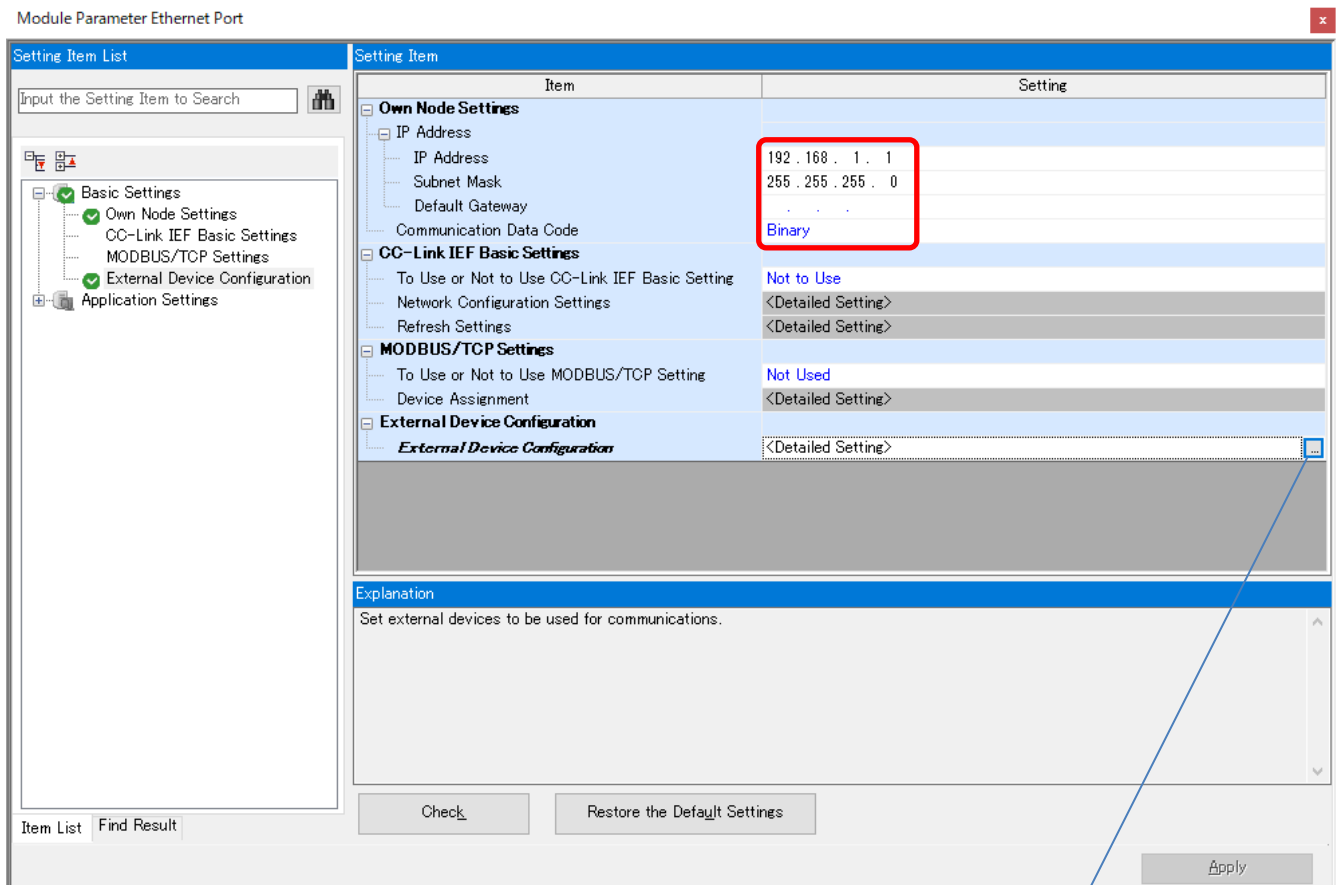 Module Parameter Ethernet Port
x
Setting Item List
Input the Setting Item to Search
Basic Settings
Own Node Settings
CC-Link IEF Basic Settings
MODBUS/TCP Settings
External Device Configuration
Application Settings
Item List Find Result
Setting Item
Item Setting
Own Node Settings
IP Address
IP Address 192 . 168 . 1 . 1
Subnet Mask 255 . 255 . 255 . 0
Default Gateway . . .
Communication Data Code Binary
CC-Link IEF Basic Settings
To Use or Not to Use CC-Link IEF Basic Setting Not to Use
Network Configuration Settings <Detailed Setting>
Refresh Settings <Detailed Setting>
MODBUS/TCP Settings
To Use or Not to Use MODBUS/TCP Setting Not Used
Device Assignment <Detailed Setting>
External Device Configuration
External Device Configuration <Detailed Setting> ...
Explanation
Set external devices to be used for communications.
Check Restore the Default Settings
Apply